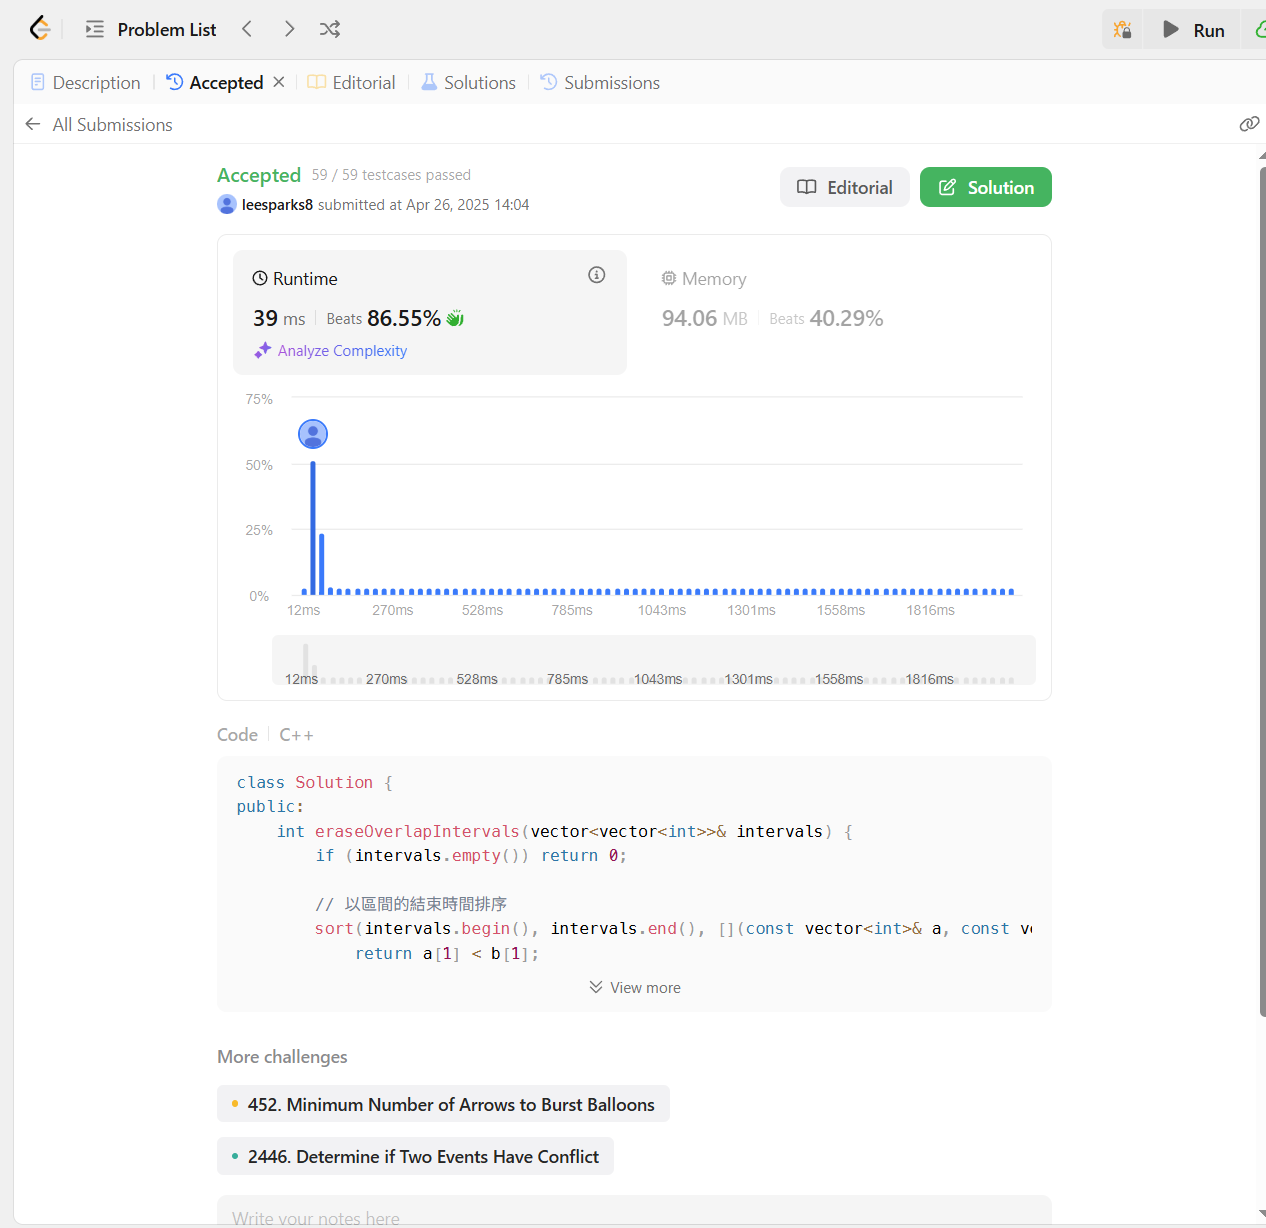 Problem List
Run
Description
Accepted
Editorial
Solutions
Submissions
All Submissions
Accepted 59 / 59 testcases passed
leesparks8 submitted at Apr 26, 2025 14:04
Editorial
Solution
Runtime
39 ms Beats 86.55%
Analyze Complexity
Memory
94.06 MB Beats 40.29%
75%
50%
25%
0%
12ms 270ms 528ms 785ms 1043ms 1301ms 1558ms 1816ms
12ms 270ms 528ms 785ms 1043ms 1301ms 1558ms 1816ms
Code C++
class Solution {
public:
    int eraseOverlapIntervals(vector<vector<int>>& intervals) {
        if (intervals.empty()) return 0;
        // 以區間的結束時間排序
        sort(intervals.begin(), intervals.end(), [](const vector<int>& a, const
            return a[1] < b[1];
View more
More challenges
452. Minimum Number of Arrows to Burst Balloons
2446. Determine if Two Events Have Conflict
Write your notes here